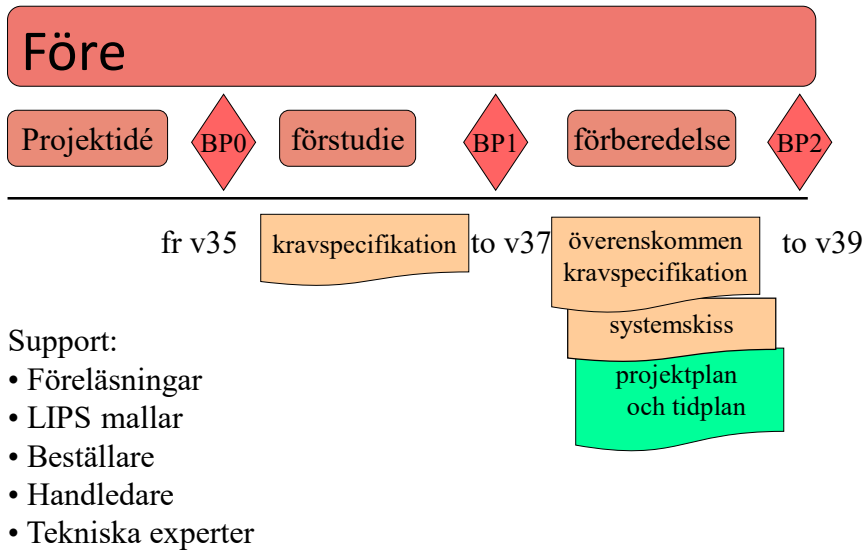 Före
Projektidé
BP0
förstudie
BP1
förberedelse
BP2
fr v35
kravspecifikation
to v37
överenskommen
kravspecifikation
to v39
systemskiss
projektplan
och tidplan
Support:
• Föreläsningar
• LIPS mallar
• Beställare
• Handledare
• Tekniska experter